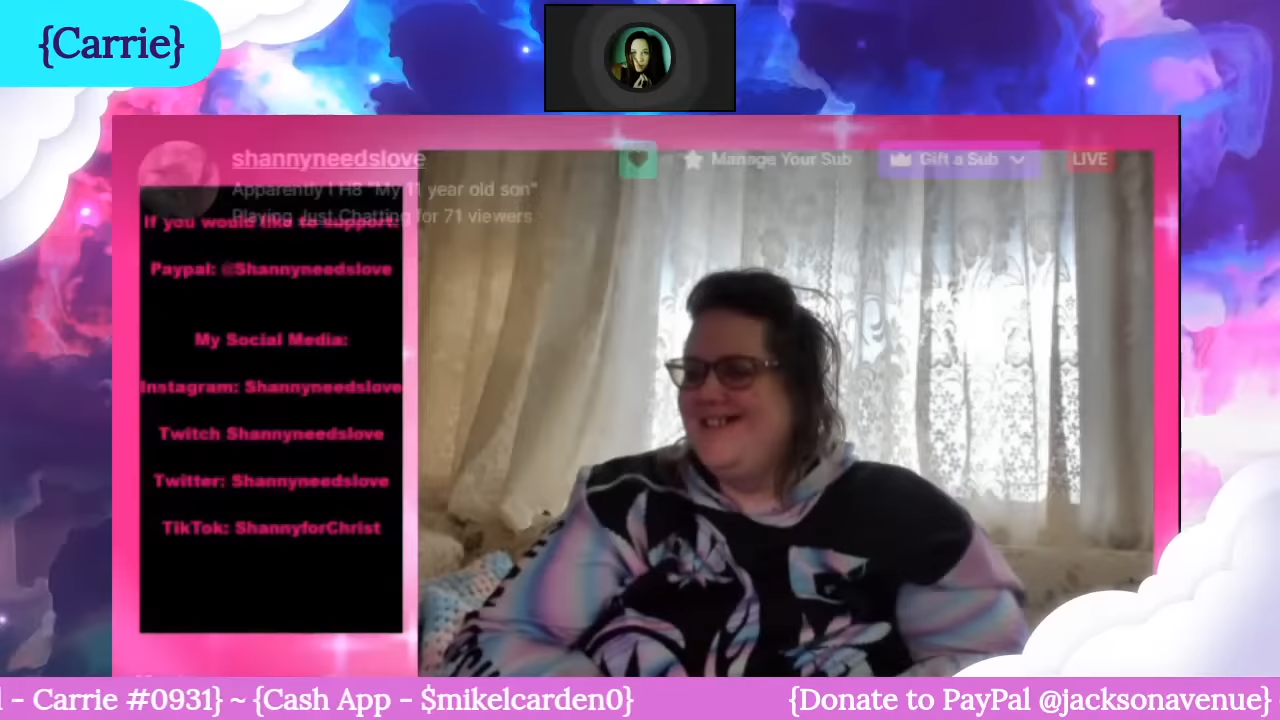 {Carrie}
shannyneedslove
Manage Your Sub
Gift a Sub
LIVE
Apparently I H8 "My 11 year old son"
Playing Just Chatting for 71 viewers
If you would like to support:
Paypal: @Shannyneedslove
My Social Media:
Instagram: Shannyneedslove
Twitch Shannyneedslove
Twitter: Shannyneedslove
TikTok: ShannyforChrist
- Carrie #0931} ~ {Cash App - $mikelcarden0}
{Donate to PayPal @jacksonavenue}